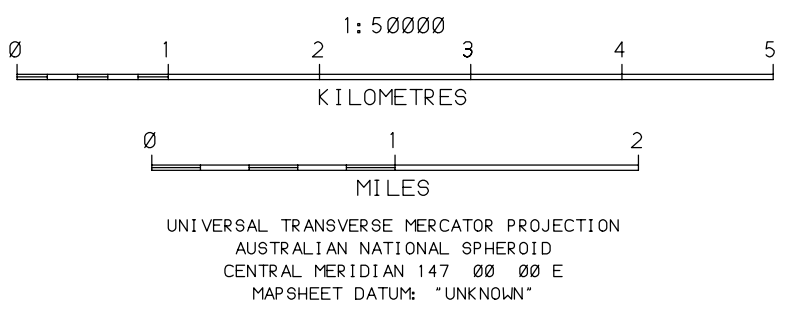 1:50000
0 1 2 3 4 5
KILOMETRES
0 1 2
MILES
UNIVERSAL TRANSVERSE MERCATOR PROJECTION
AUSTRALIAN NATIONAL SPHEROID
CENTRAL MERIDIAN 147 00 00 E
MAPSHEET DATUM: "UNKNOWN"